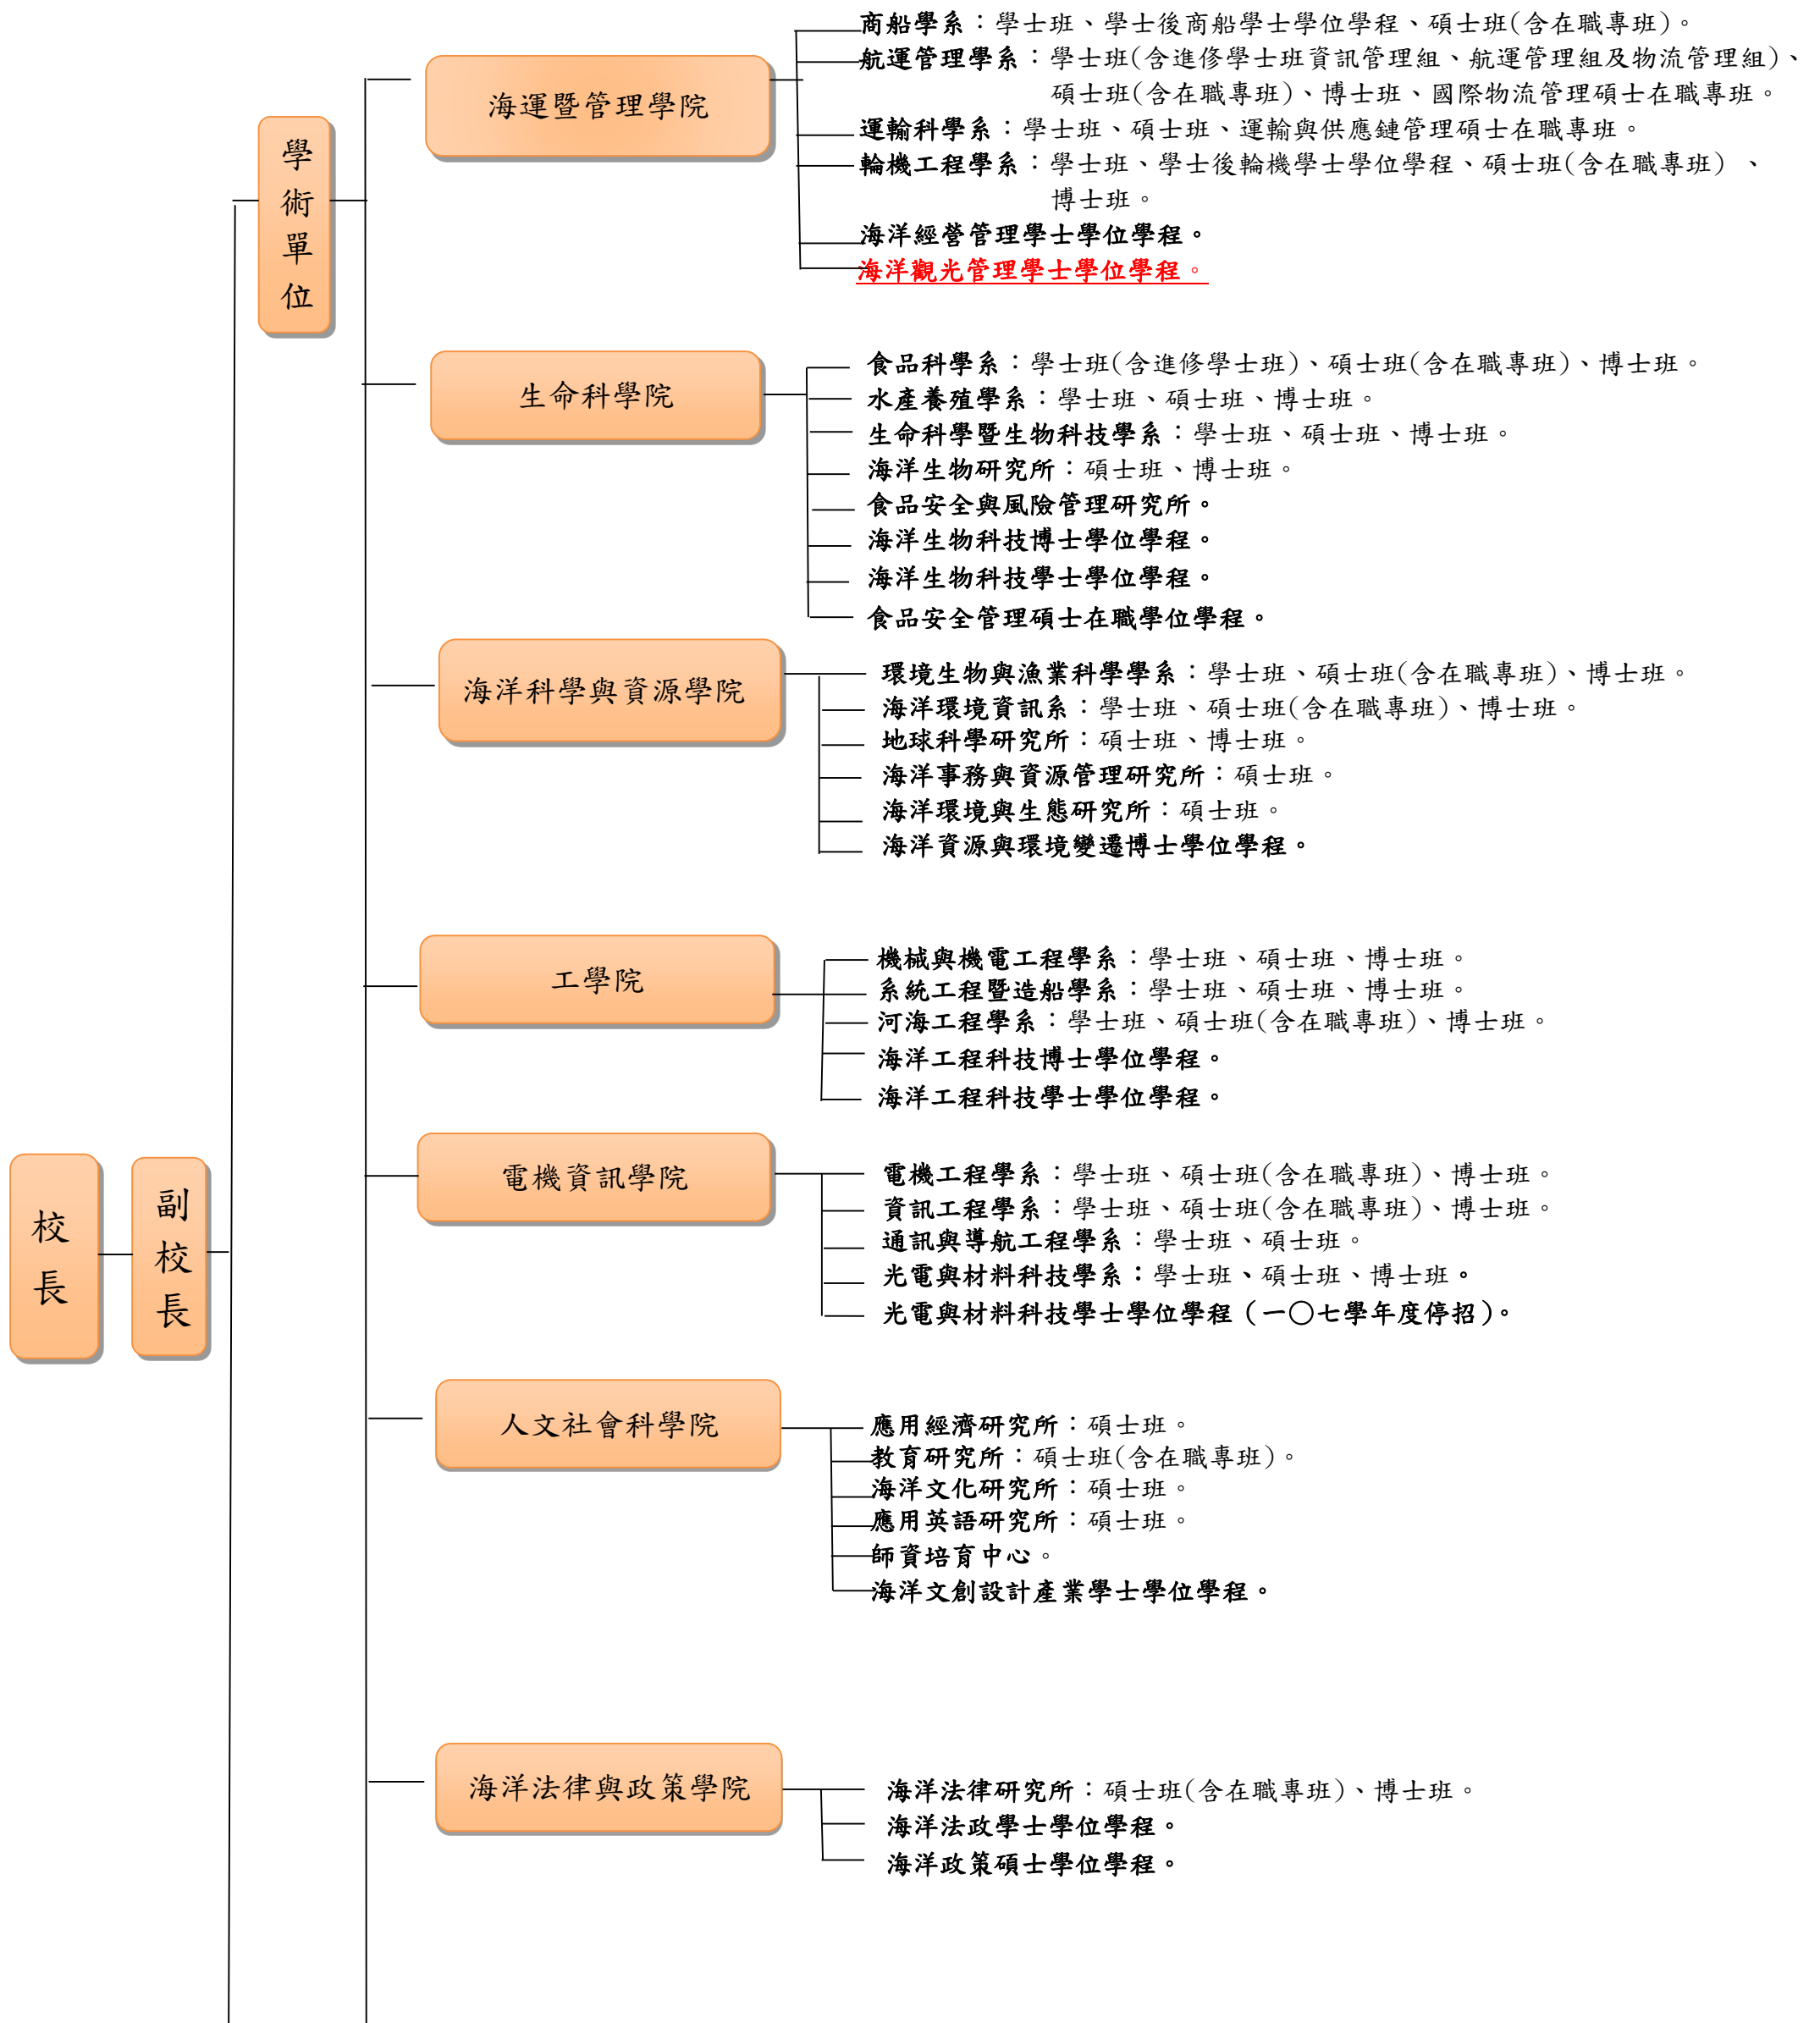 商船學系：學士班、學士後商船學士學位學程、碩士班(含在職專班)。
航運管理學系：學士班(含進修學士班資訊管理組、航運管理組及物流管理組)、
碩士班(含在職專班)、博士班、國際物流管理碩士在職專班。
運輸科學系：學士班、碩士班、運輸與供應鏈管理碩士在職專班。
輪機工程學系：學士班、學士後輪機學士學位學程、碩士班(含在職專班) 、
博士班。
海洋經營管理學士學位學程。
海洋觀光管理學士學位學程。
海運暨管理學院
學術單位
生命科學院
食品科學系：學士班(含進修學士班)、碩士班(含在職專班)、博士班。
水產養殖學系：學士班、碩士班、博士班。
生命科學暨生物科技學系：學士班、碩士班、博士班。
海洋生物研究所：碩士班、博士班。
食品安全與風險管理研究所。
海洋生物科技博士學位學程。
海洋生物科技學士學位學程。
食品安全管理碩士在職學位學程。
海洋科學與資源學院
環境生物與漁業科學學系：學士班、碩士班(含在職專班)、博士班。
海洋環境資訊系：學士班、碩士班(含在職專班)、博士班。
地球科學研究所：碩士班、博士班。
海洋事務與資源管理研究所：碩士班。
海洋環境與生態研究所：碩士班。
海洋資源與環境變遷博士學位學程。
工學院
機械與機電工程學系：學士班、碩士班、博士班。
系統工程暨造船學系：學士班、碩士班、博士班。
河海工程學系：學士班、碩士班(含在職專班)、博士班。
海洋工程科技博士學位學程。
海洋工程科技學士學位學程。
校長
副校長
電機資訊學院
電機工程學系：學士班、碩士班(含在職專班)、博士班。
資訊工程學系：學士班、碩士班(含在職專班)、博士班。
通訊與導航工程學系：學士班、碩士班。
光電與材料科技學系：學士班、碩士班、博士班。
光電與材料科技學士學位學程（一〇七學年度停招）。
人文社會科學院
應用經濟研究所：碩士班。
教育研究所：碩士班(含在職專班)。
海洋文化研究所：碩士班。
應用英語研究所：碩士班。
師資培育中心。
海洋文創設計產業學士學位學程。
海洋法律與政策學院
海洋法律研究所：碩士班(含在職專班)、博士班。
海洋法政學士學位學程。
海洋政策碩士學位學程。